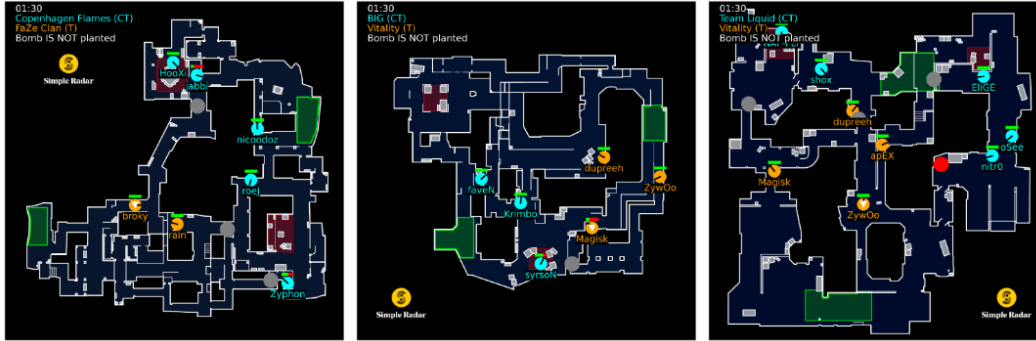 01:30
Copenhagen Flames (CT)
FaZe Clan (T)
Bomb IS NOT planted
HooXi
jabbi
Simple Radar
nicoodoz
roeJ
broky
rain
Zyphon
01:30
BIG (CT)
Vitality (T)
Bomb IS NOT planted
dupreeh
faveN
ZywOo
Krimbo
Magisk
syrsoN
Simple Radar
01:30
Team Liquid (CT)
Vitality (T)
Bomb IS NOT planted
shox
EliGE
dupreeh
oSee
apEX
nitr0
Magisk
ZywOo
Simple Radar